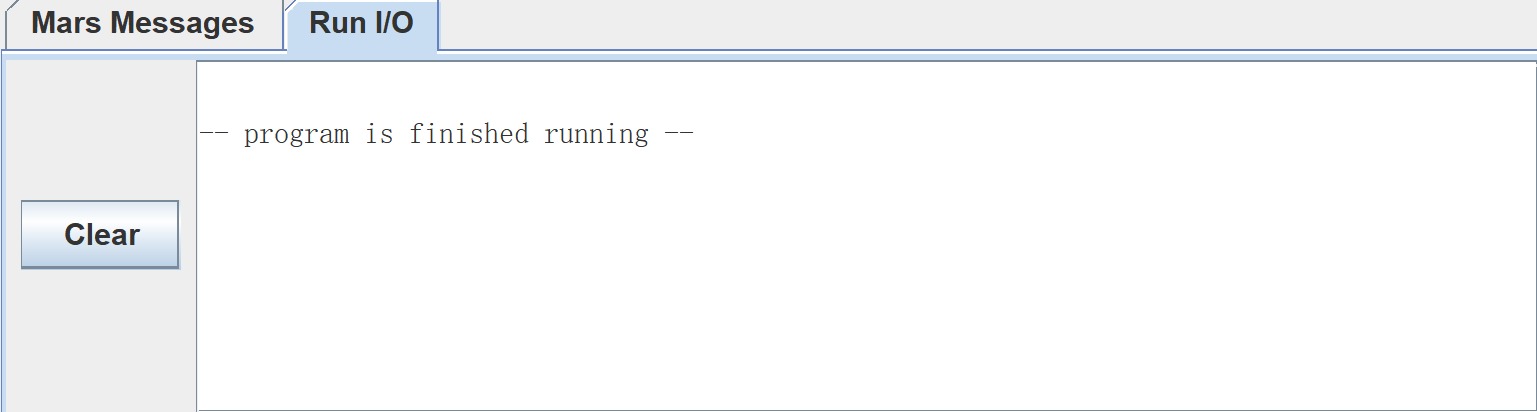 Mars Messages Run I/O
-- program is finished running --
Clear